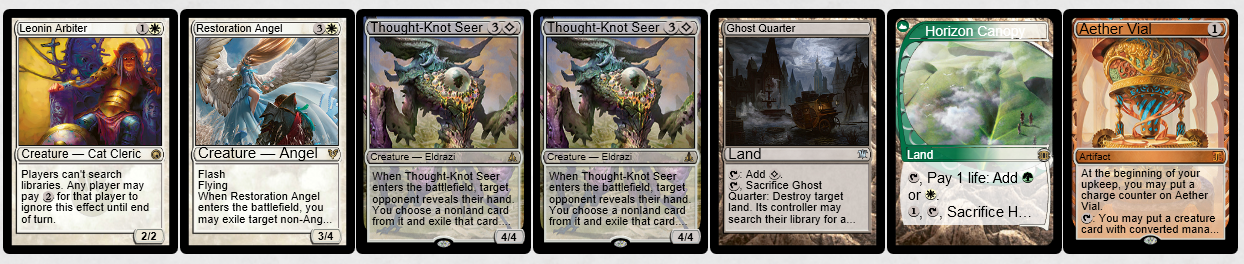 Leonin Arbiter 1
Creature — Cat Cleric
Players can't search
libraries. Any player may
pay 2 for that player to
ignore this effect until end
of turn.
2/2
Restoration Angel 3
Creature — Angel
Flash
Flying
When Restoration Angel
enters the battlefield, you
may exile target non-Ang...
3/4
Thought-Knot Seer 3
Creature — Eldrazi
When Thought-Knot Seer
enters the battlefield, target
opponent reveals their hand.
You choose a nonland card
from it and exile that card.
4/4
Thought-Knot Seer 3
Creature — Eldrazi
When Thought-Knot Seer
enters the battlefield, target
opponent reveals their hand.
You choose a nonland card
from it and exile that card.
4/4
Ghost Quarter
Land
: Add .
, Sacrifice Ghost
Quarter: Destroy target
land. Its controller may
search their library for a...
Horizon Canopy
Land
, Pay 1 life: Add
or .
1, , Sacrifice H...
Aether Vial 1
Artifact
At the beginning of your
upkeep, you may put a
charge counter on Aether
Vial.
: You may put a creature
card with converted mana...